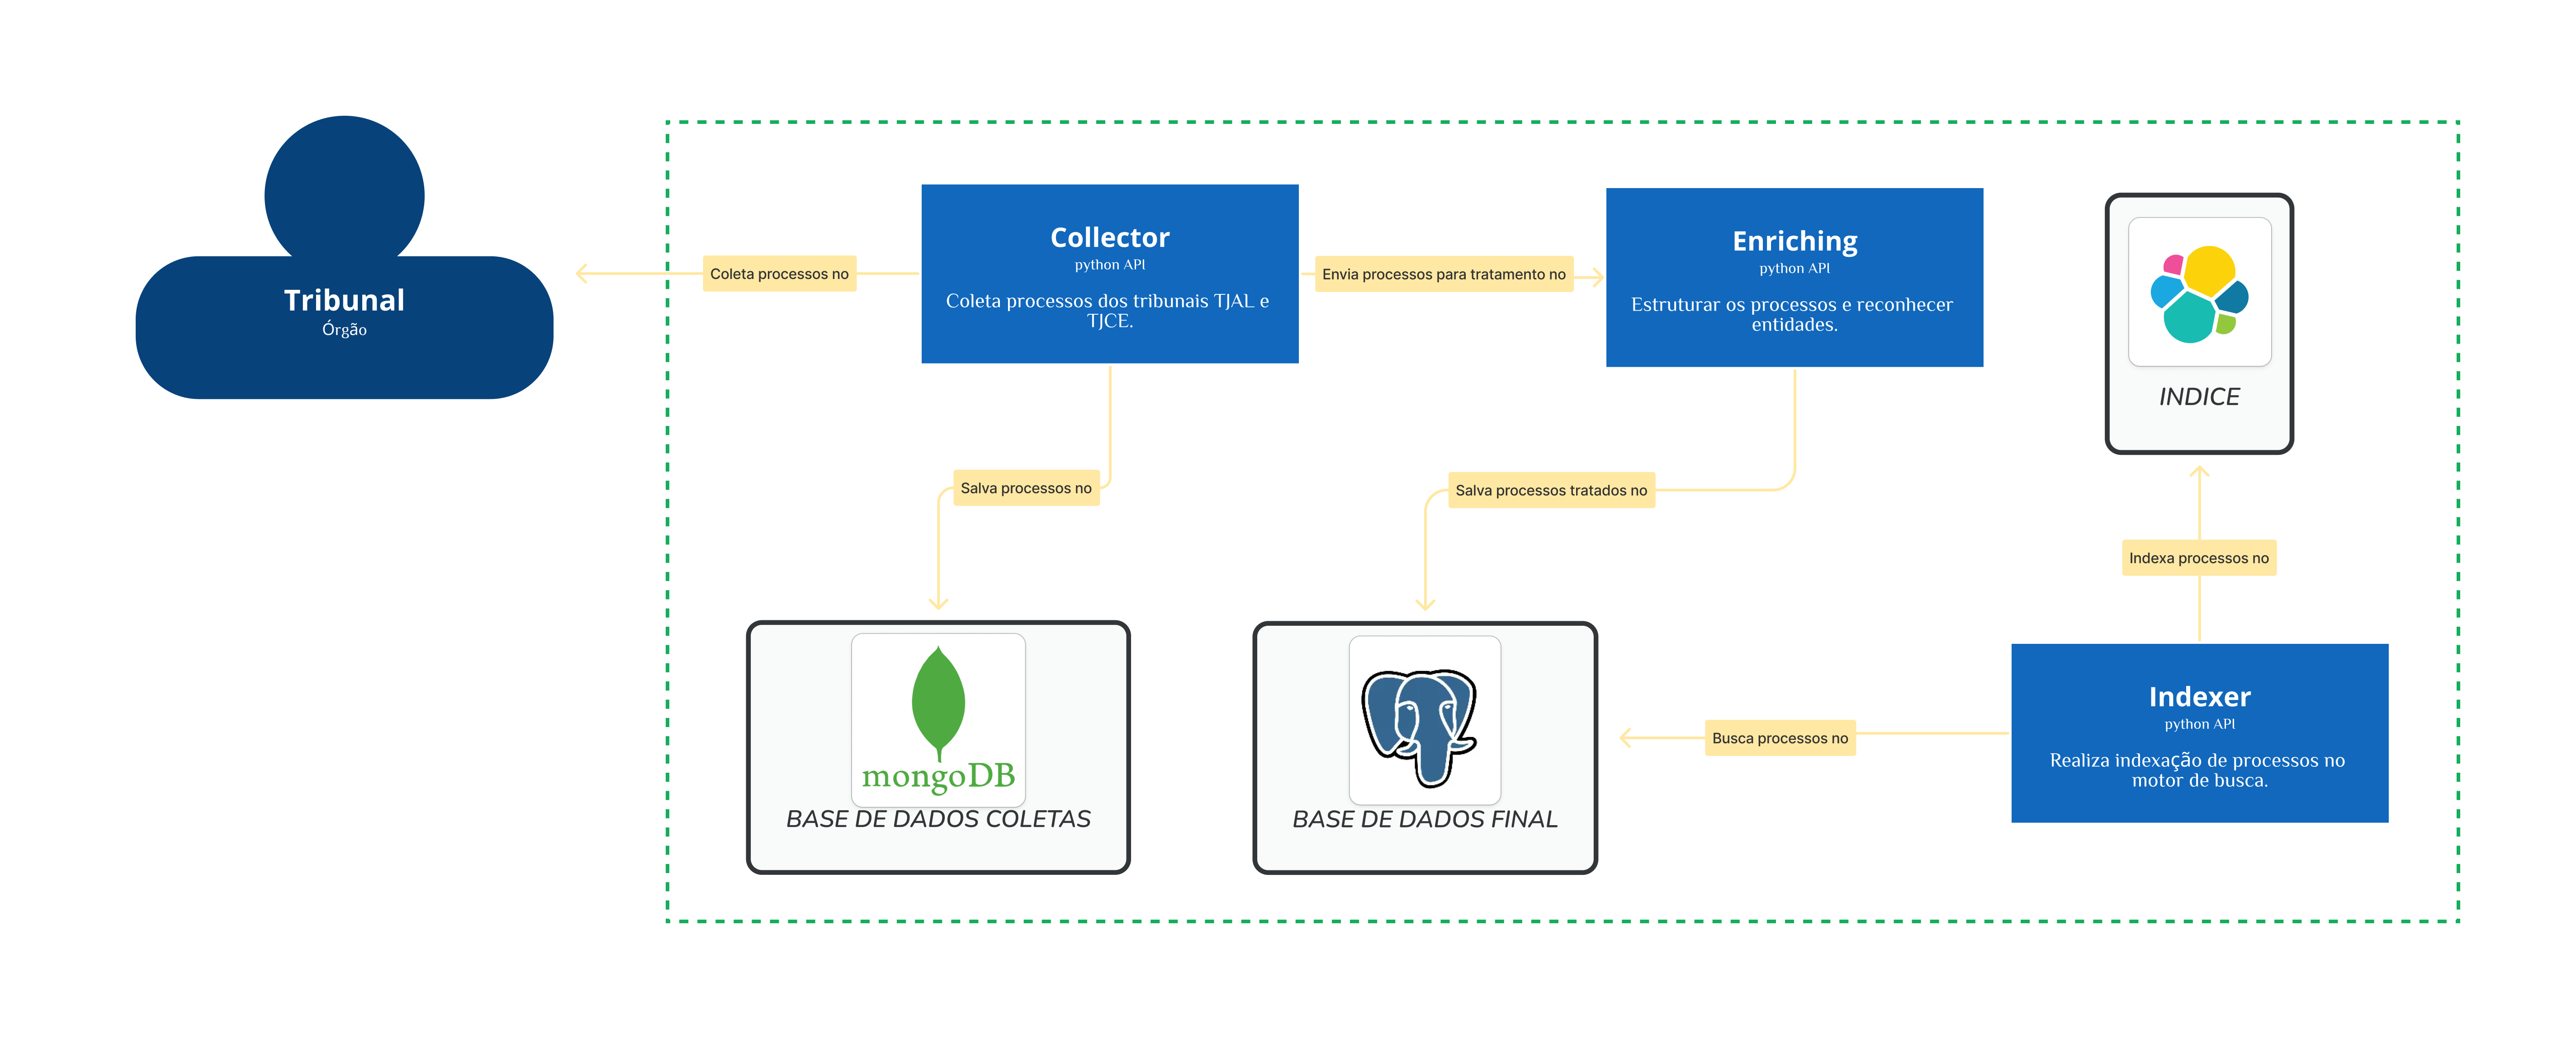 Tribunal
Órgão
Coleta processos no
Collector
python API
Coleta processos dos tribunais TJAL e
TJCE.
Envia processos para tratamento no
Enriching
python API
Estruturar os processos e reconhecer
entidades.
INDICE
Salva processos no
Salva processos tratados no
Indexa processos no
mongoDB
BASE DE DADOS COLETAS
BASE DE DADOS FINAL
Busca processos no
Indexer
python API
Realiza indexação de processos no
motor de busca.